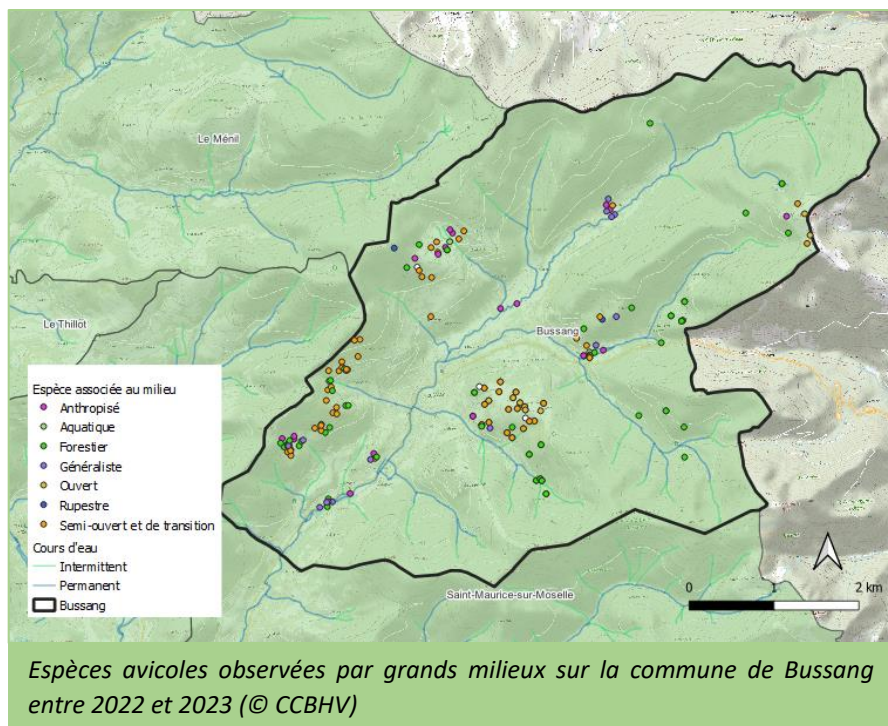 Le Ménil
Le Thillot
Bussang
Espèce associée au milieu
Anthropisé
Aquatique
Forestier
Généraliste
Ouvert
Rupestre
Semi-ouvert et de transition
Cours d'eau
Intermittent
Permanent
Bussang
Saint-Maurice-sur-Moselle
0 1 2 km
Espèces avicoles observées par grands milieux sur la commune de Bussang
entre 2022 et 2023 (© CCBHV)